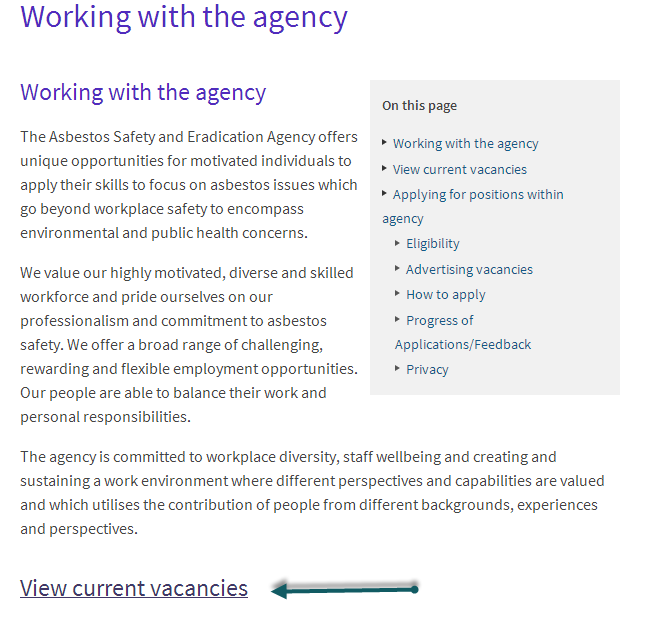 Working with the agency
Working with the agency
The Asbestos Safety and Eradication Agency offers
unique opportunities for motivated individuals to
apply their skills to focus on asbestos issues which
go beyond workplace safety to encompass
environmental and public health concerns.
We value our highly motivated, diverse and skilled
workforce and pride ourselves on our
professionalism and commitment to asbestos
safety. We offer a broad range of challenging,
rewarding and flexible employment opportunities.
Our people are able to balance their work and
personal responsibilities.
On this page
Working with the agency
View current vacancies
Applying for positions within
agency
Eligibility
Advertising vacancies
How to apply
Progress of
Applications/Feedback
Privacy
The agency is committed to workplace diversity, staff wellbeing and creating and
sustaining a work environment where different perspectives and capabilities are valued
and which utilises the contribution of people from different backgrounds, experiences
and perspectives.
View current vacancies